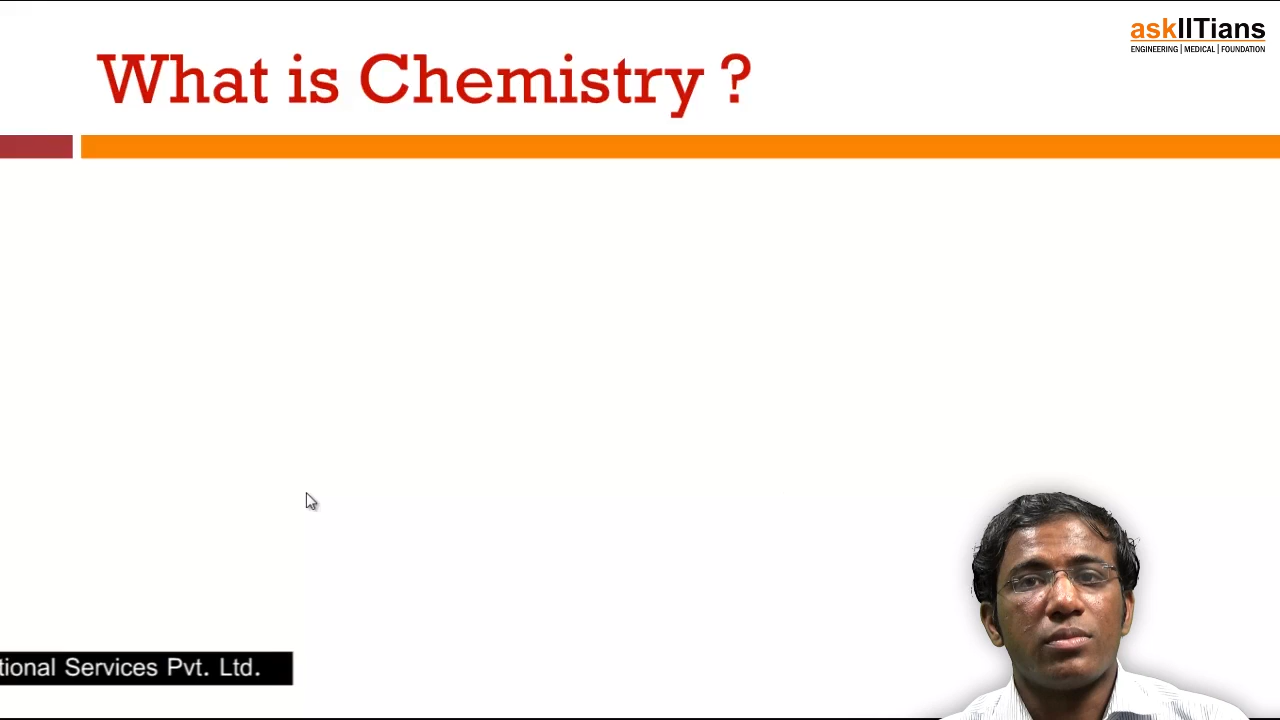 askIITians
ENGINEERING | MEDICAL | FOUNDATION
What is Chemistry ?
tional Services Pvt. Ltd.